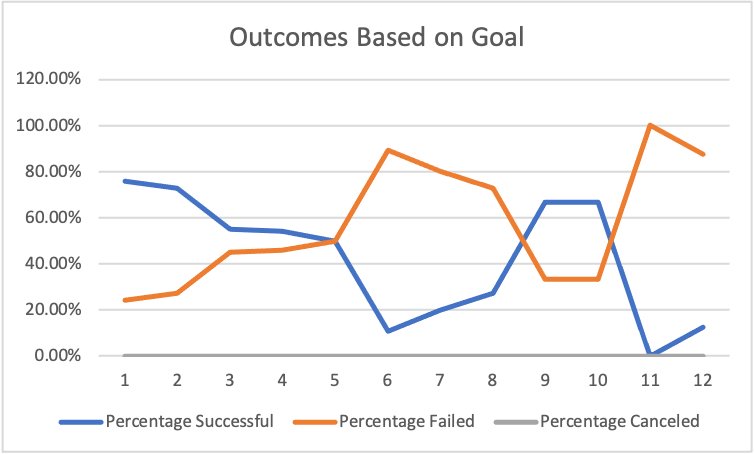 Outcomes Based on Goal
120.00%
100.00%
80.00%
60.00%
40.00%
20.00%
0.00%
1 2 3 4 5 6 7 8 9 10 11 12
Percentage Successful Percentage Failed Percentage Canceled